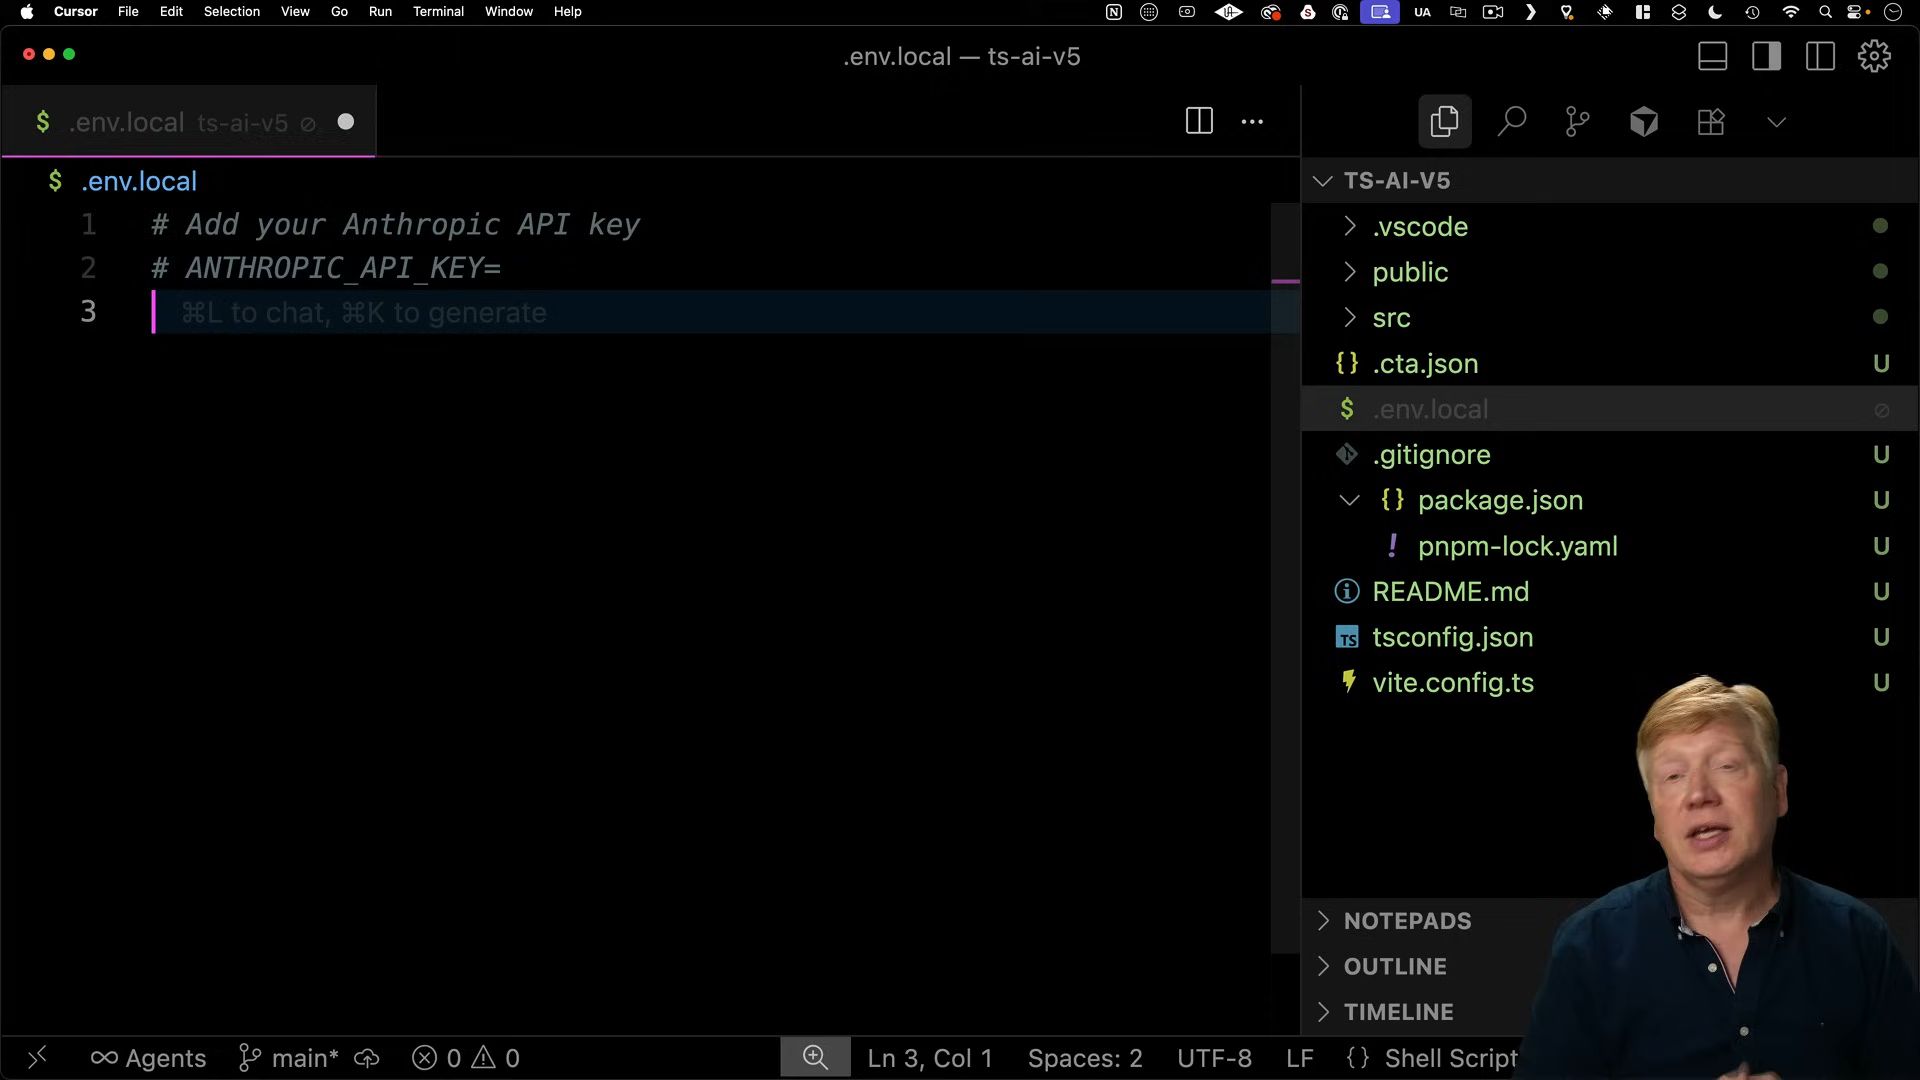 Cursor File Edit Selection View Go Run Terminal Window Help
UA
.env.local — ts-ai-v5
.env.local ts-ai-v5
.env.local
1 # Add your Anthropic API key
2 # ANTHROPIC_API_KEY=
3 ⌘L to chat, ⌘K to generate
TS-AI-V5
.vscode
public
src
.cta.json U
.env.local
.gitignore U
package.json U
pnpm-lock.yaml U
README.md U
TS tsconfig.json U
vite.config.ts U
NOTEPADS
OUTLINE
TIMELINE
Agents main* 0 0 Ln 3, Col 1 Spaces: 2 UTF-8 LF {} Shell Script